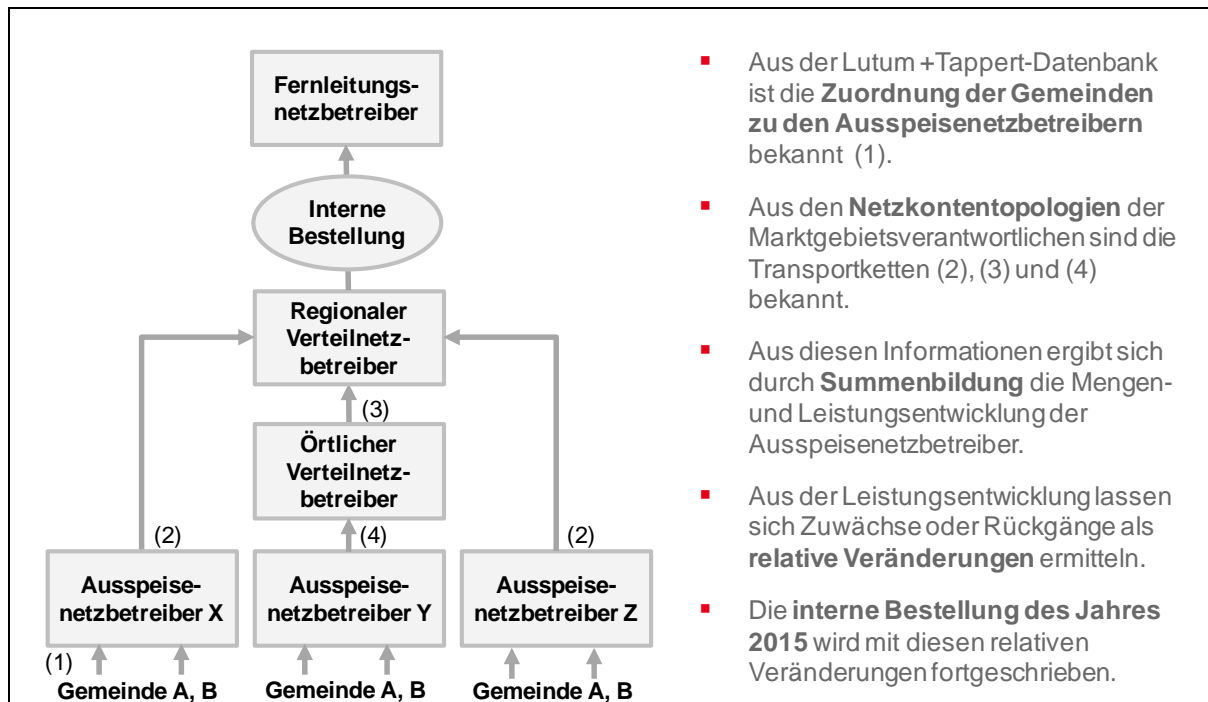 Fernleitungs-
netzbetreiber
Interne
Bestellung
Regionaler
Verteilnetz-
betreiber
(3)
Örtlicher
Verteilnetz-
betreiber
(2)
(4)
(2)
Ausspeise-
netzbetreiber X
Ausspeise-
netzbetreiber Y
Ausspeise-
netzbetreiber Z
(1)
Gemeinde A, B
Gemeinde A, B
Gemeinde A, B
Aus der Lutum +Tappert-Datenbank
ist die Zuordnung der Gemeinden
zu den Ausspeisenetzbetreibern
bekannt (1).
Aus den Netzkontentopologien der
Marktgebietsverantwortlichen sind die
Transportketten (2), (3) und (4)
bekannt.
Aus diesen Informationen ergibt sich
durch Summenbildung die Mengen-
und Leistungsentwicklung der
Ausspeisenetzbetreiber.
Aus der Leistungsentwicklung lassen
sich Zuwächse oder Rückgänge als
relative Veränderungen ermitteln.
Die interne Bestellung des Jahres
2015 wird mit diesen relativen
Veränderungen fortgeschrieben.